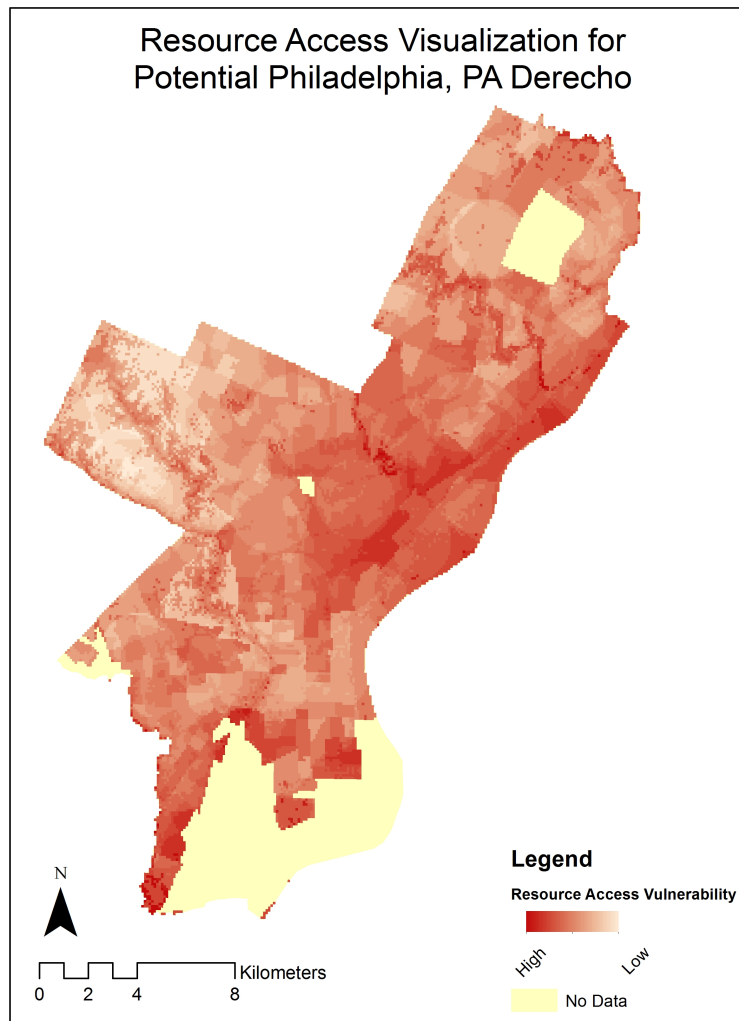 Resource Access Visualization for
Potential Philadelphia, PA Derecho
N
Kilometers
0 2 4 8
Legend
Resource Access Vulnerability
High Low
No Data